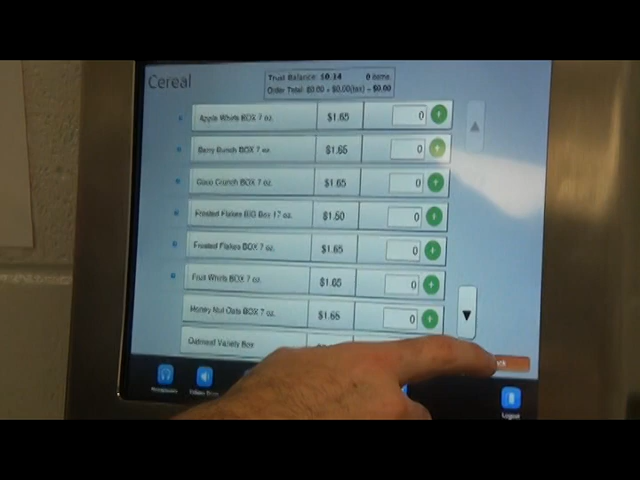 Cereal
Trust Balance: $0.14 0 items
Order Total: $0.00 + $0.00(tax) = $0.00
Apple Whirls BOX 7 oz. $1.65 0
Berry Bunch BOX 7 oz $1.65 0
Coco Crunch BOX 7 oz. $1.65 0
Frosted Flakes BIG Box 17 oz. $1.50 0
Frosted Flakes BOX 7 oz. $1.65 0
Fruit Whirls BOX 7 oz. $1.65 0
Honey Nut Oats BOX 7 oz. $1.65 0
Oatmeal Variety Box
Logout